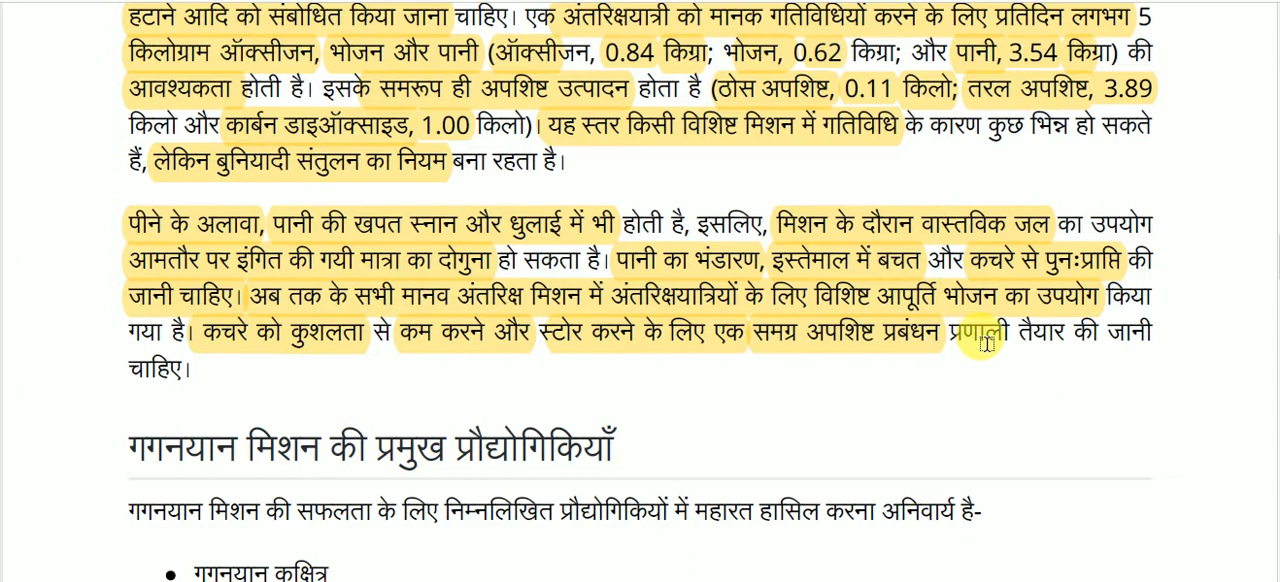 हटाने आदि को संबोधित किया जाना चाहिए। एक अंतरिक्षयात्री को मानक गतिविधियों करने के लिए प्रतिदिन लगभग 5
किलोग्राम ऑक्सीजन, भोजन और पानी (ऑक्सीजन, 0.84 किग्रा; भोजन, 0.62 किग्रा; और पानी, 3.54 किग्रा) की
आवश्यकता होती है। इसके समरूप ही अपशिष्ट उत्पादन होता है (ठोस अपशिष्ट, 0.11 किलो; तरल अपशिष्ट, 3.89
किलो और कार्बन डाइऑक्साइड, 1.00 किलो)। यह स्तर किसी विशिष्ट मिशन में गतिविधि के कारण कुछ भिन्न हो सकते
हैं, लेकिन बुनियादी संतुलन का नियम बना रहता है।
पीने के अलावा, पानी की खपत स्नान और धुलाई में भी होती है, इसलिए, मिशन के दौरान वास्तविक जल का उपयोग
आमतौर पर इंगित की गयी मात्रा का दोगुना हो सकता है। पानी का भंडारण, इस्तेमाल में बचत और कचरे से पुनःप्राप्ति की
जानी चाहिए। अब तक के सभी मानव अंतरिक्ष मिशन में अंतरिक्षयात्रियों के लिए विशिष्ट आपूर्ति भोजन का उपयोग किया
गया है। कचरे को कुशलता से कम करने और स्टोर करने के लिए एक समग्र अपशिष्ट प्रबंधन प्रणाली तैयार की जानी
चाहिए।
गगनयान मिशन की प्रमुख प्रौद्योगिकियाँ
गगनयान मिशन की सफलता के लिए निम्नलिखित प्रौद्योगिकियों में महारत हासिल करना अनिवार्य है-
● गगनयान कक्षित्र